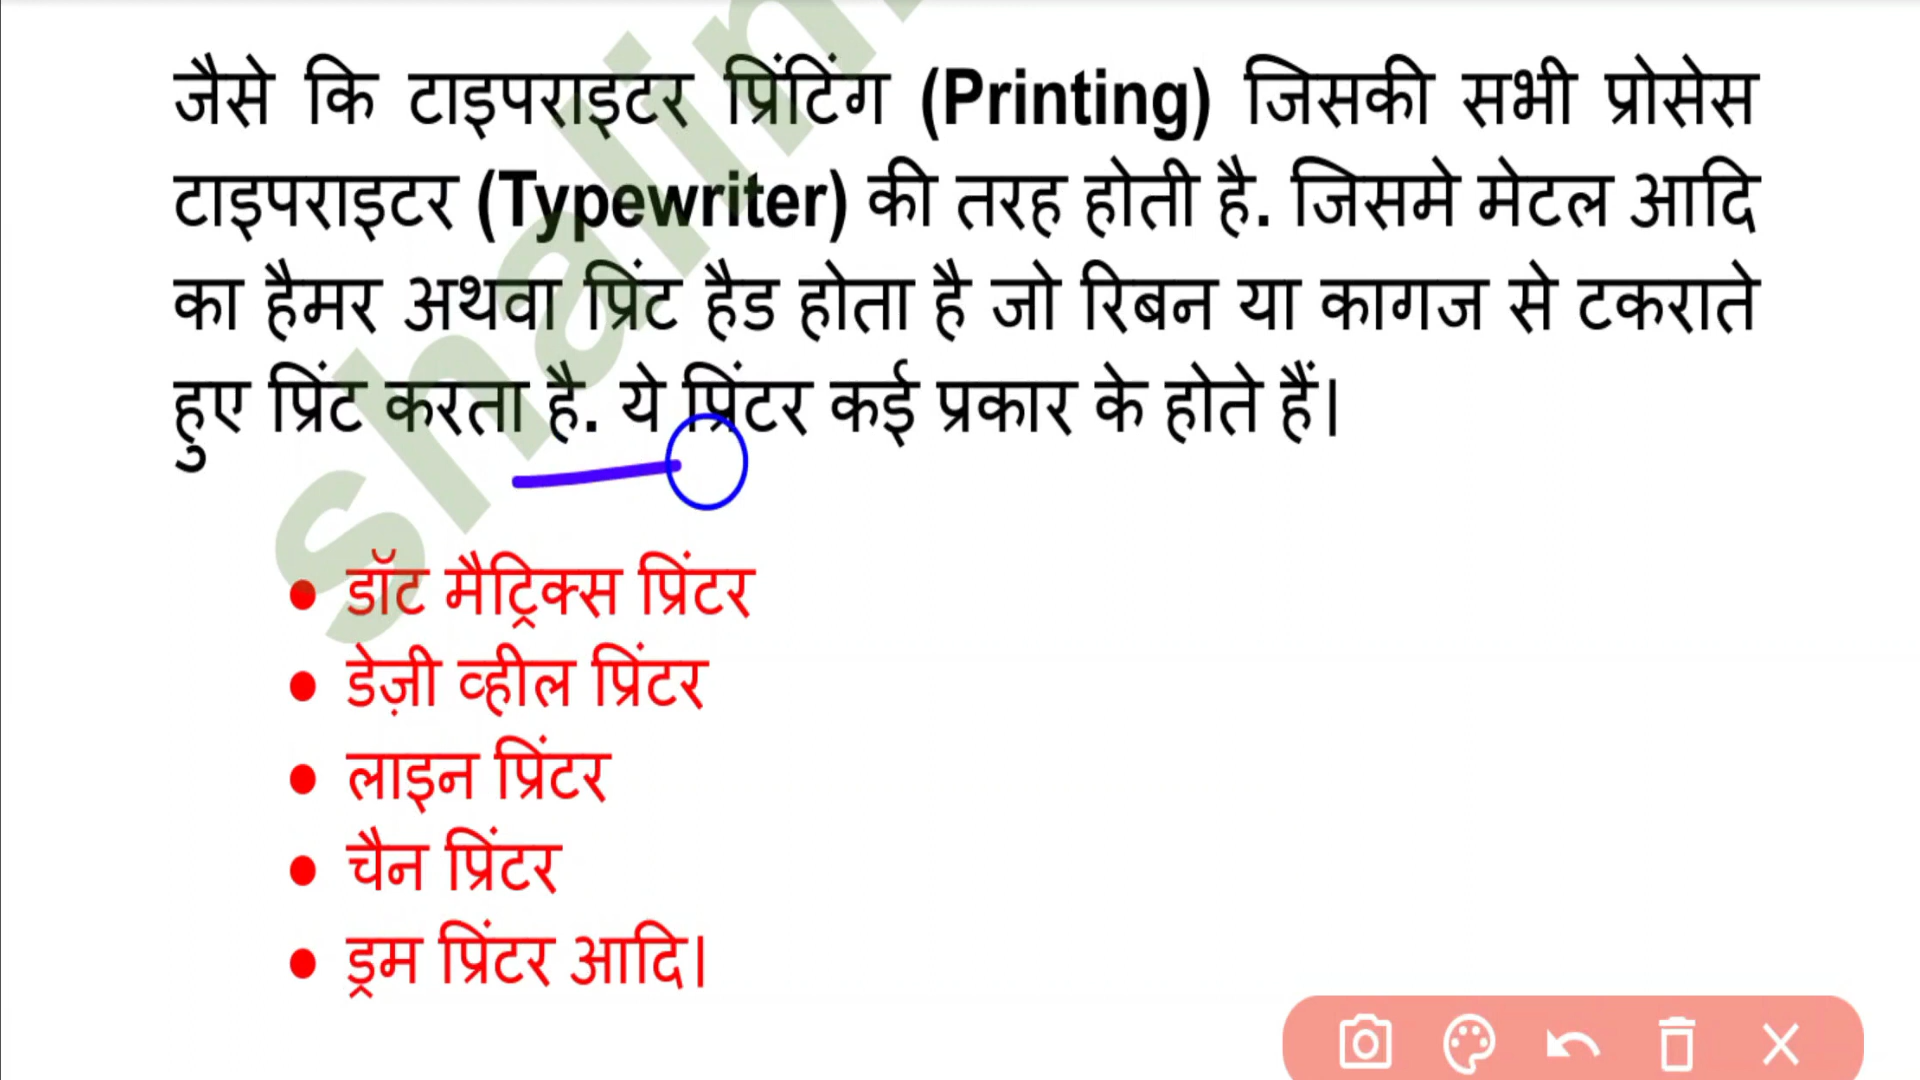 जैसे कि टाइपराइटर प्रिंटिंग (Printing) जिसकी सभी प्रोसेस
टाइपराइटर (Typewriter) की तरह होती है. जिसमे मेटल आदि
का हैमर अथवा प्रिंट हैड होता है जो रिबन या कागज से टकराते
हुए प्रिंट करता है. ये प्रिंटर कई प्रकार के होते हैं।
• डॉट मैट्रिक्स प्रिंटर
• डेज़ी व्हील प्रिंटर
• लाइन प्रिंटर
• चैन प्रिंटर
• ड्रम प्रिंटर आदि।